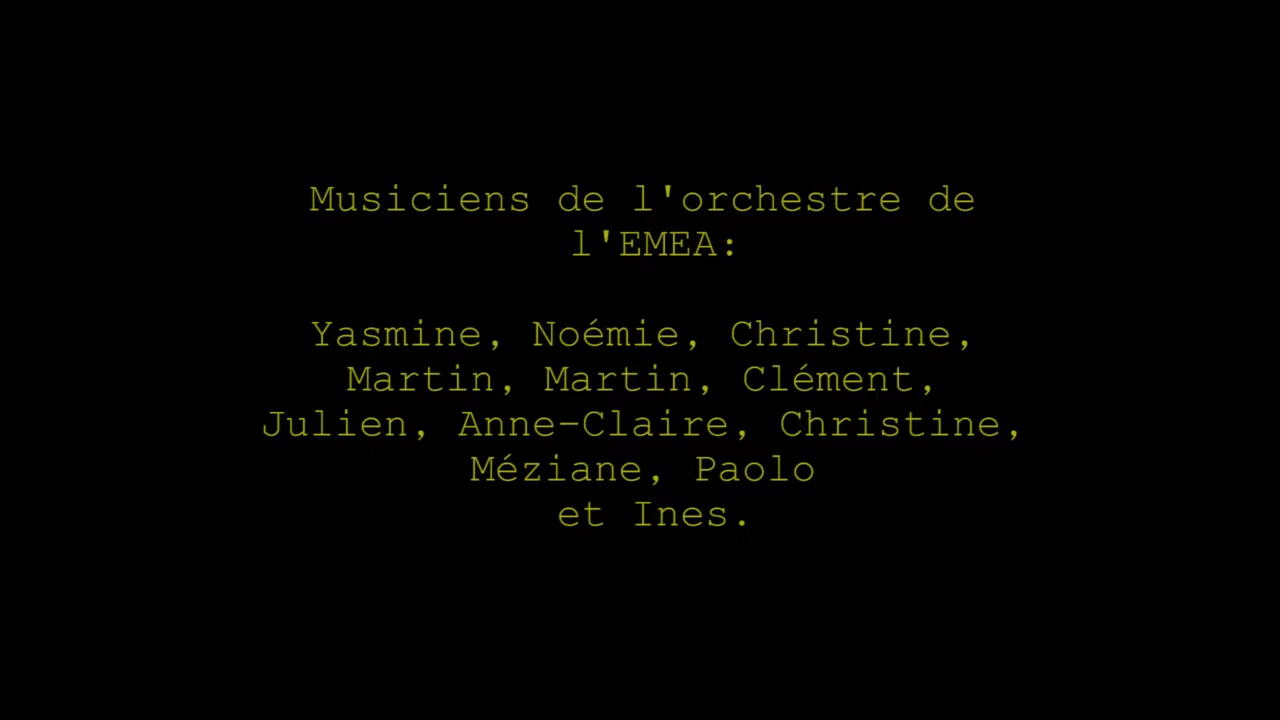 Musiciens de l'orchestre de
l'EMEA:
Yasmine, Noémie, Christine,
Martin, Martin, Clément,
Julien, Anne-Claire, Christine,
Méziane, Paolo
et Ines.